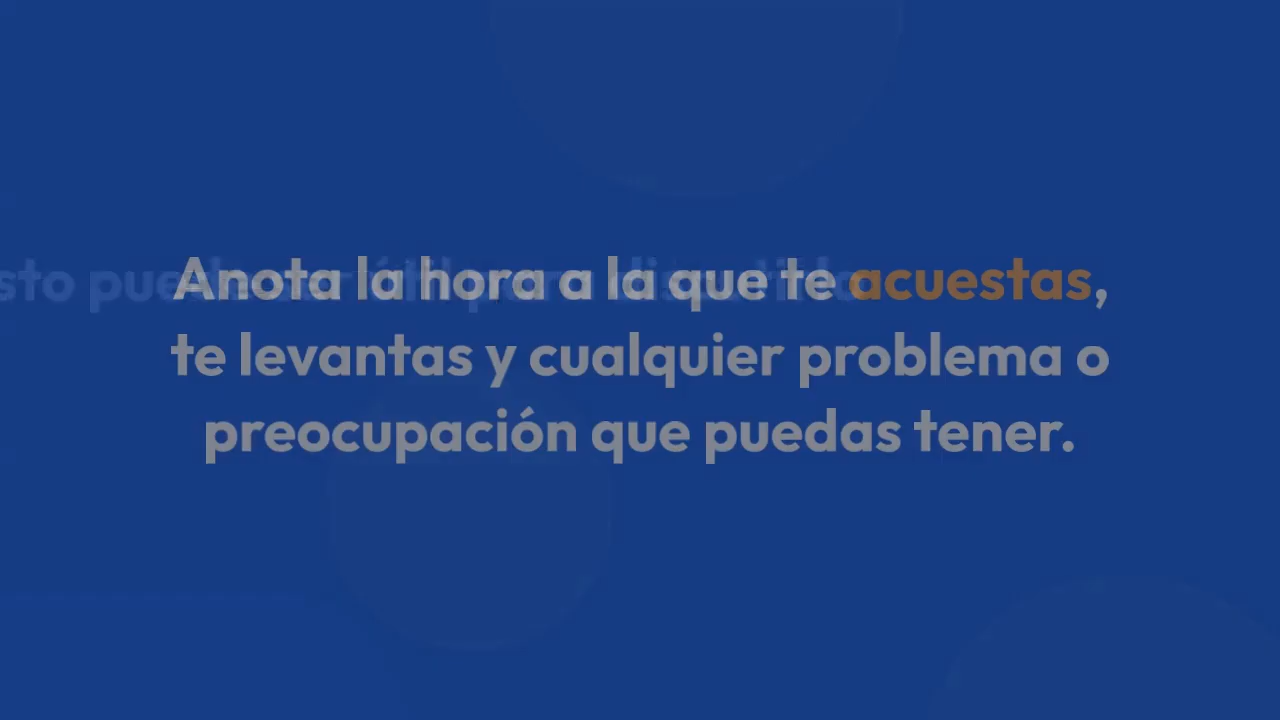 Anota la hora a la que te acuestas,
te levantas y cualquier problema o
preocupación que puedas tener.